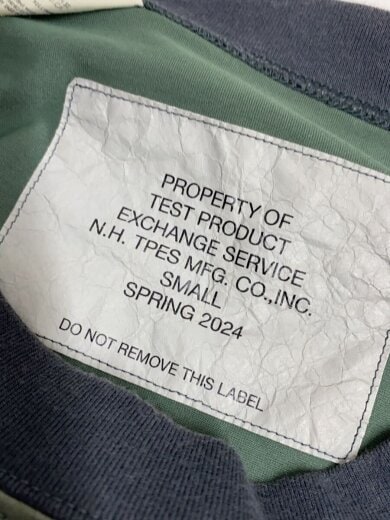 PROPERTY OF
TEST PRODUCT
EXCHANGE SERVICE
N.H. TPES MFG. CO.,INC.
SMALL
SPRING 2024
DO NOT REMOVE THIS LABEL